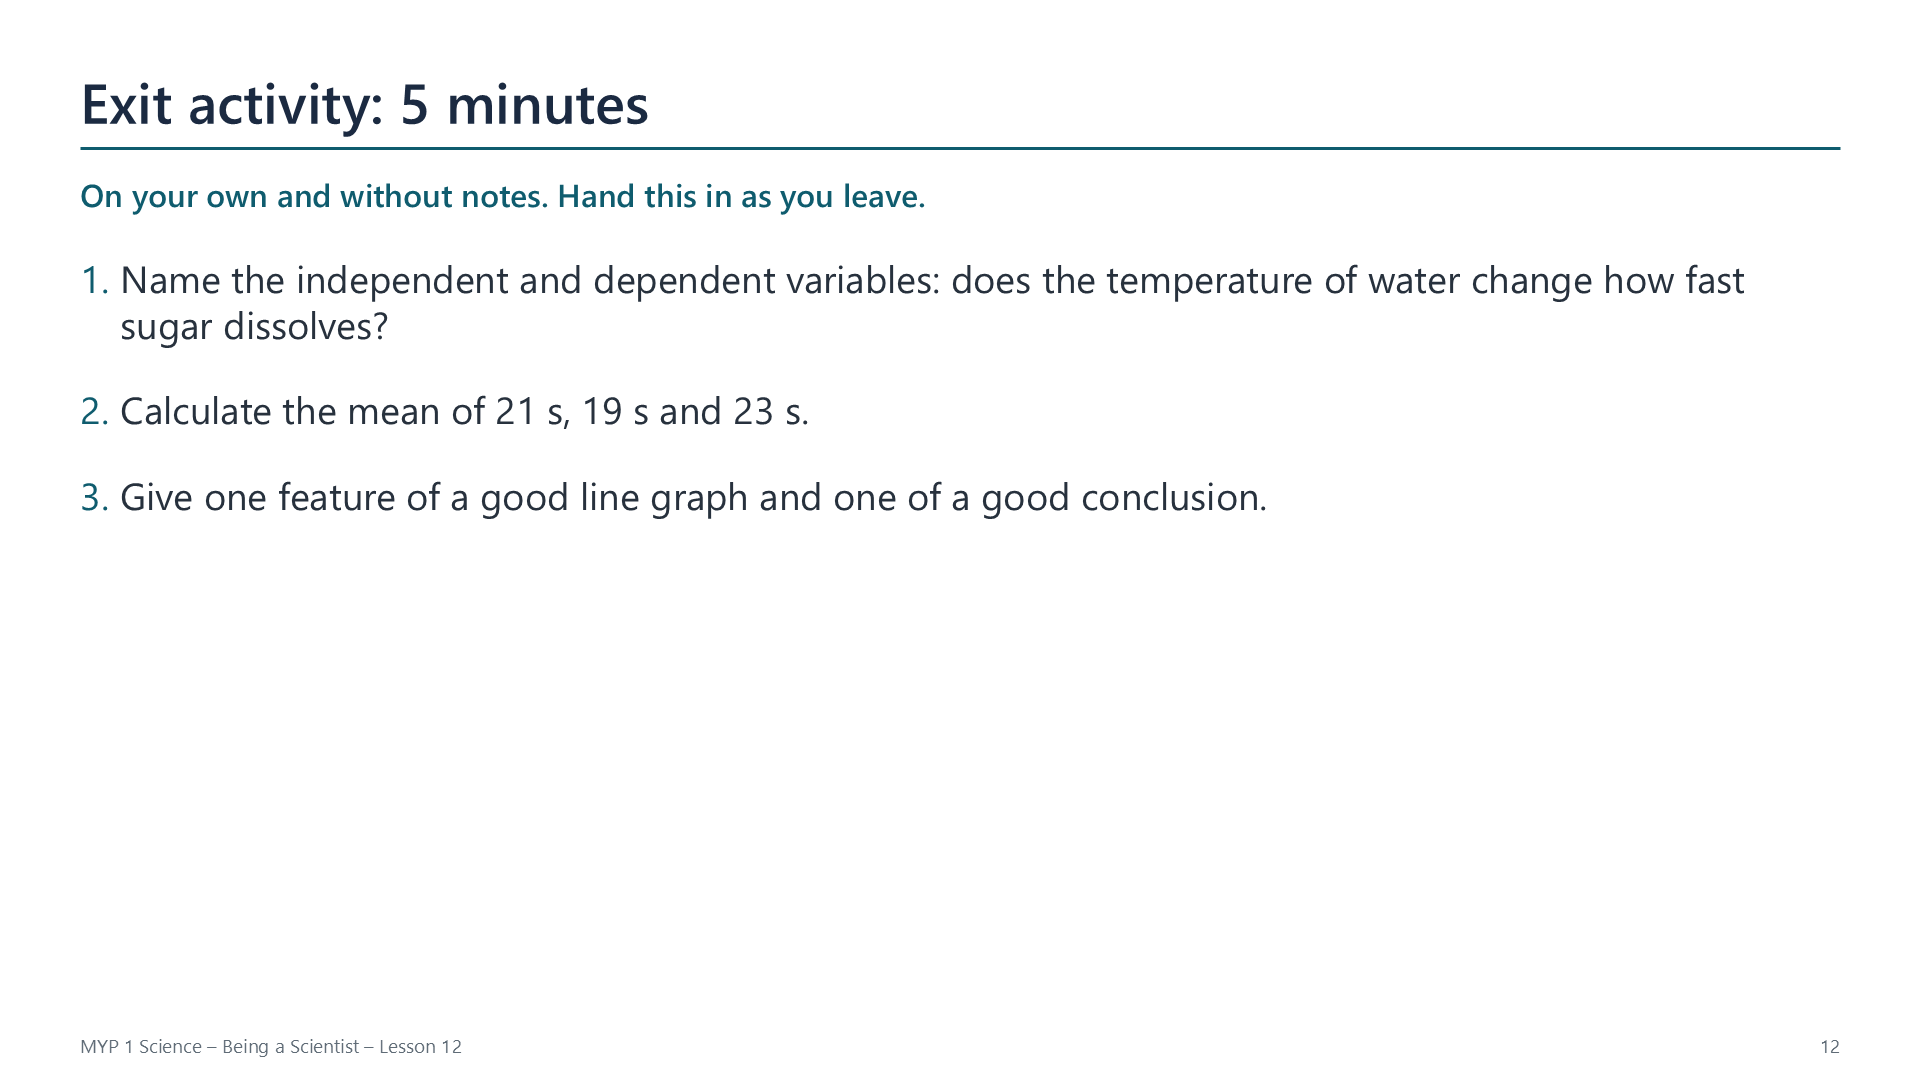 Exit activity: 5 minutes
On your own and without notes. Hand this in as you leave.
1. Name the independent and dependent variables: does the temperature of water change how fast
sugar dissolves?
2. Calculate the mean of 21 s, 19 s and 23 s.
3. Give one feature of a good line graph and one of a good conclusion.
MYP 1 Science – Being a Scientist – Lesson 12
12